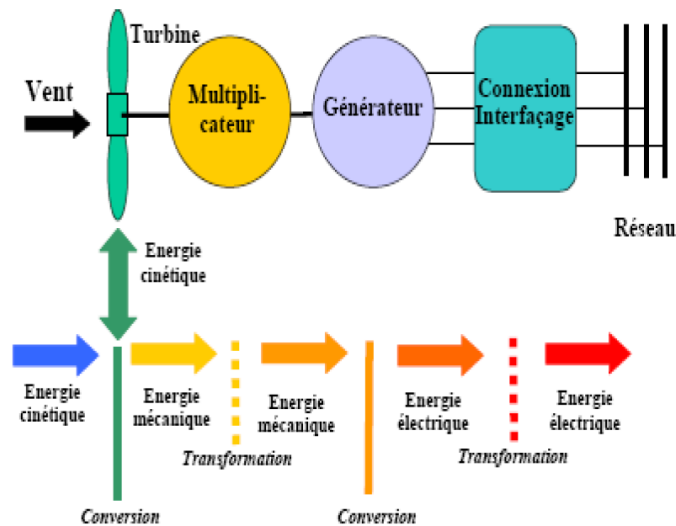 Turbine
Vent
Multipli-
cateur
Générateur
Connexion
Interfaçage
Réseau
Energie
cinétique
Energie
cinétique
Energie
mécanique
Energie
mécanique
Energie
électrique
Energie
électrique
Transformation
Transformation
Conversion
Conversion